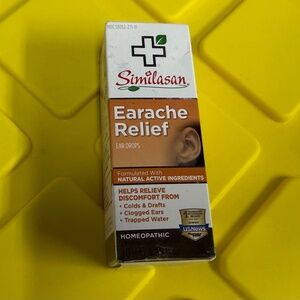 Similasan
Earache
Relief
EAR DROPS
Formulated With
NATURAL ACTIVE INGREDIENTS
HELPS RELIEVE
DISCOMFORT FROM
• Colds & Drafts
• Clogged Ears
• Trapped Water
USNews
HOMEOPATHIC